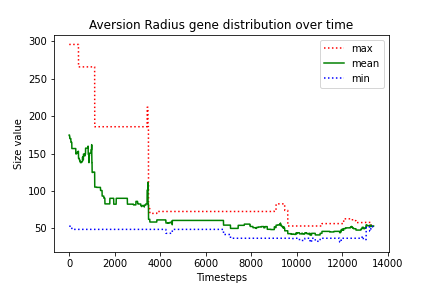 Aversion Radius gene distribution over time
300
250
200
150
100
50
Size value
max
mean
min
0
2000
4000
6000
8000
10000
12000
14000
Timesteps